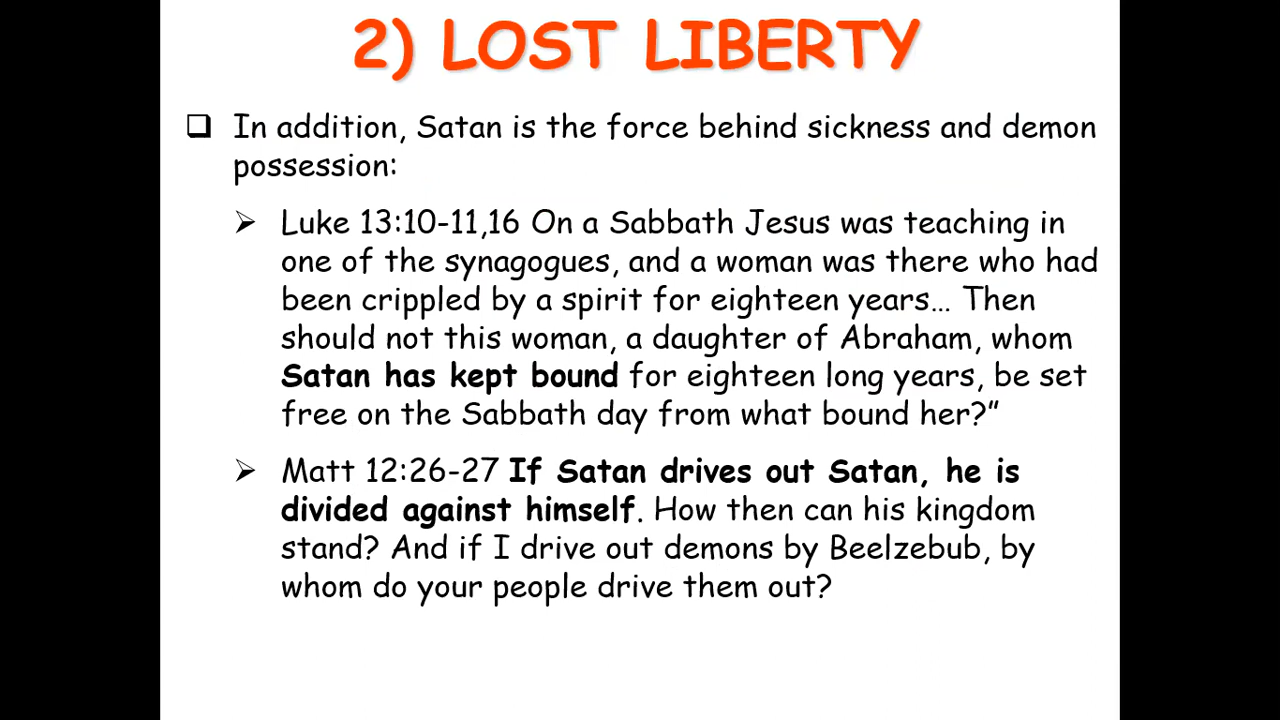 2) LOST LIBERTY
In addition, Satan is the force behind sickness and demon
possession:
Luke 13:10-11,16 On a Sabbath Jesus was teaching in
one of the synagogues, and a woman was there who had
been crippled by a spirit for eighteen years… Then
should not this woman, a daughter of Abraham, whom
Satan has kept bound for eighteen long years, be set
free on the Sabbath day from what bound her?”
Matt 12:26-27 If Satan drives out Satan, he is
divided against himself. How then can his kingdom
stand? And if I drive out demons by Beelzebub, by
whom do your people drive them out?